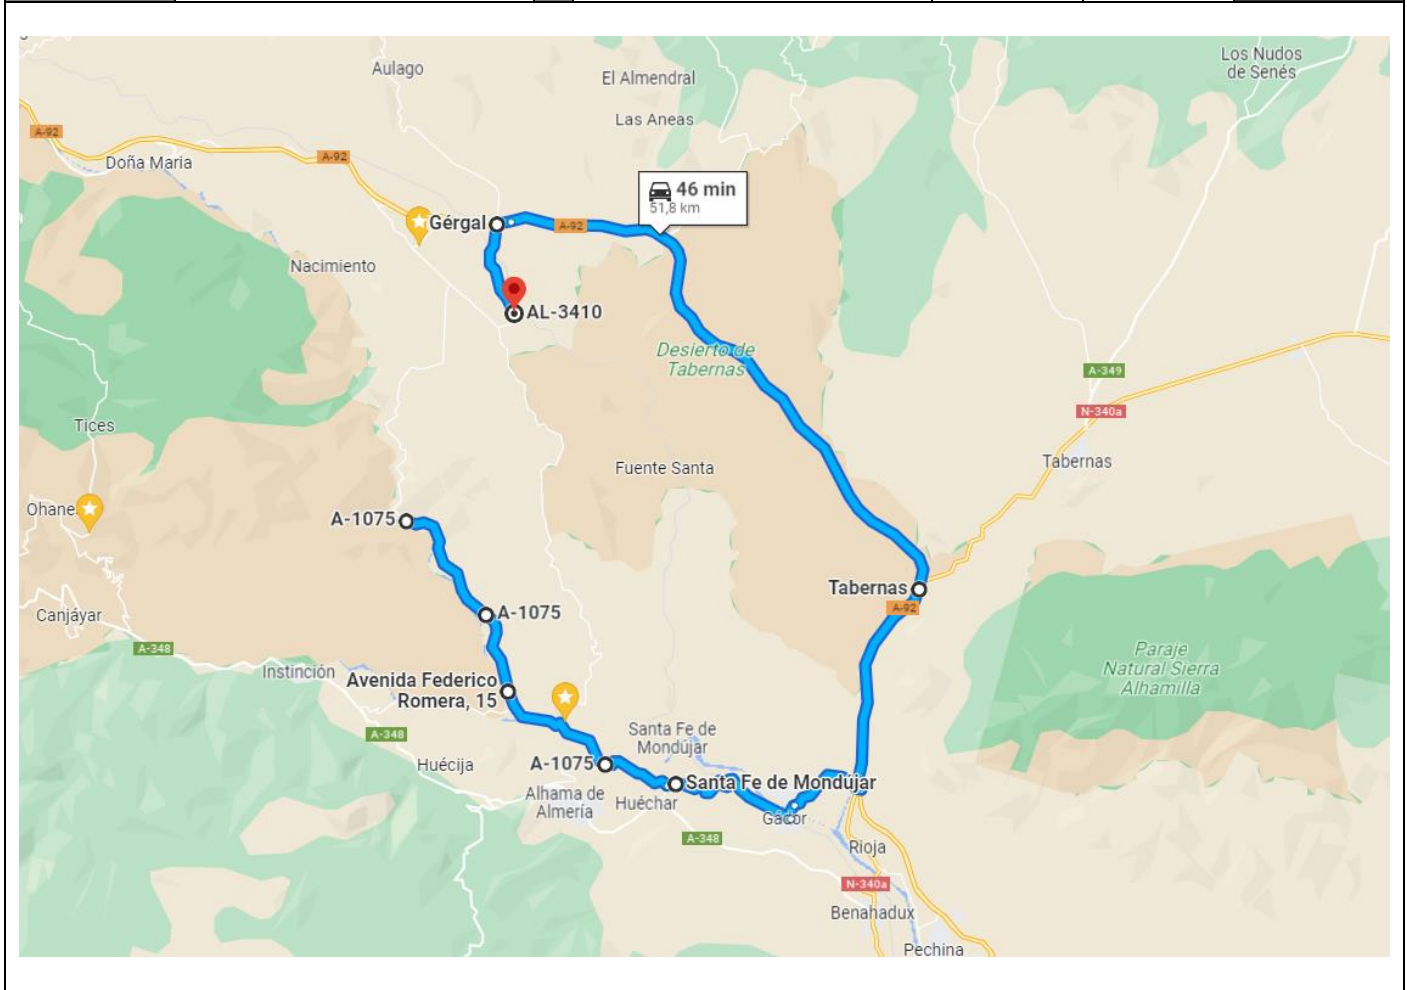 Aulago
El Almendral
Los Nudos
de Senés
Las Aneas
A-92
A-92
Doña Maria
46 min
51,8 km
Gérgal
A-92
Nacimiento
AL-3410
Desierto de
Tabernas
A-349
N-340a
Tices
Tabernas
Fuente Santa
Ohanes
A-1075
Tabernas
A-92
Canjáyar
A-1075
A-348
Paraje
Natural Sierra
Alhamilla
Instinción
Avenida Federico
Romera, 15
A-348
Santa Fe de
Mondújar
Huécija
A-1075
Santa Fe de Mondújar
Alhama de
Almería
Huéchar
Gádor
A-348
Rioja
N-340a
Benahadux
Pechina